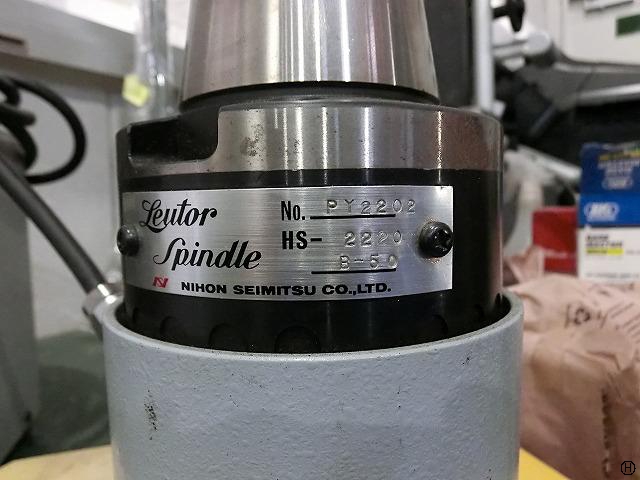 Leutor
Spindle
No. PY2202
HS- 2220
B-50
N NIHON SEIMITSU CO.,LTD.
H